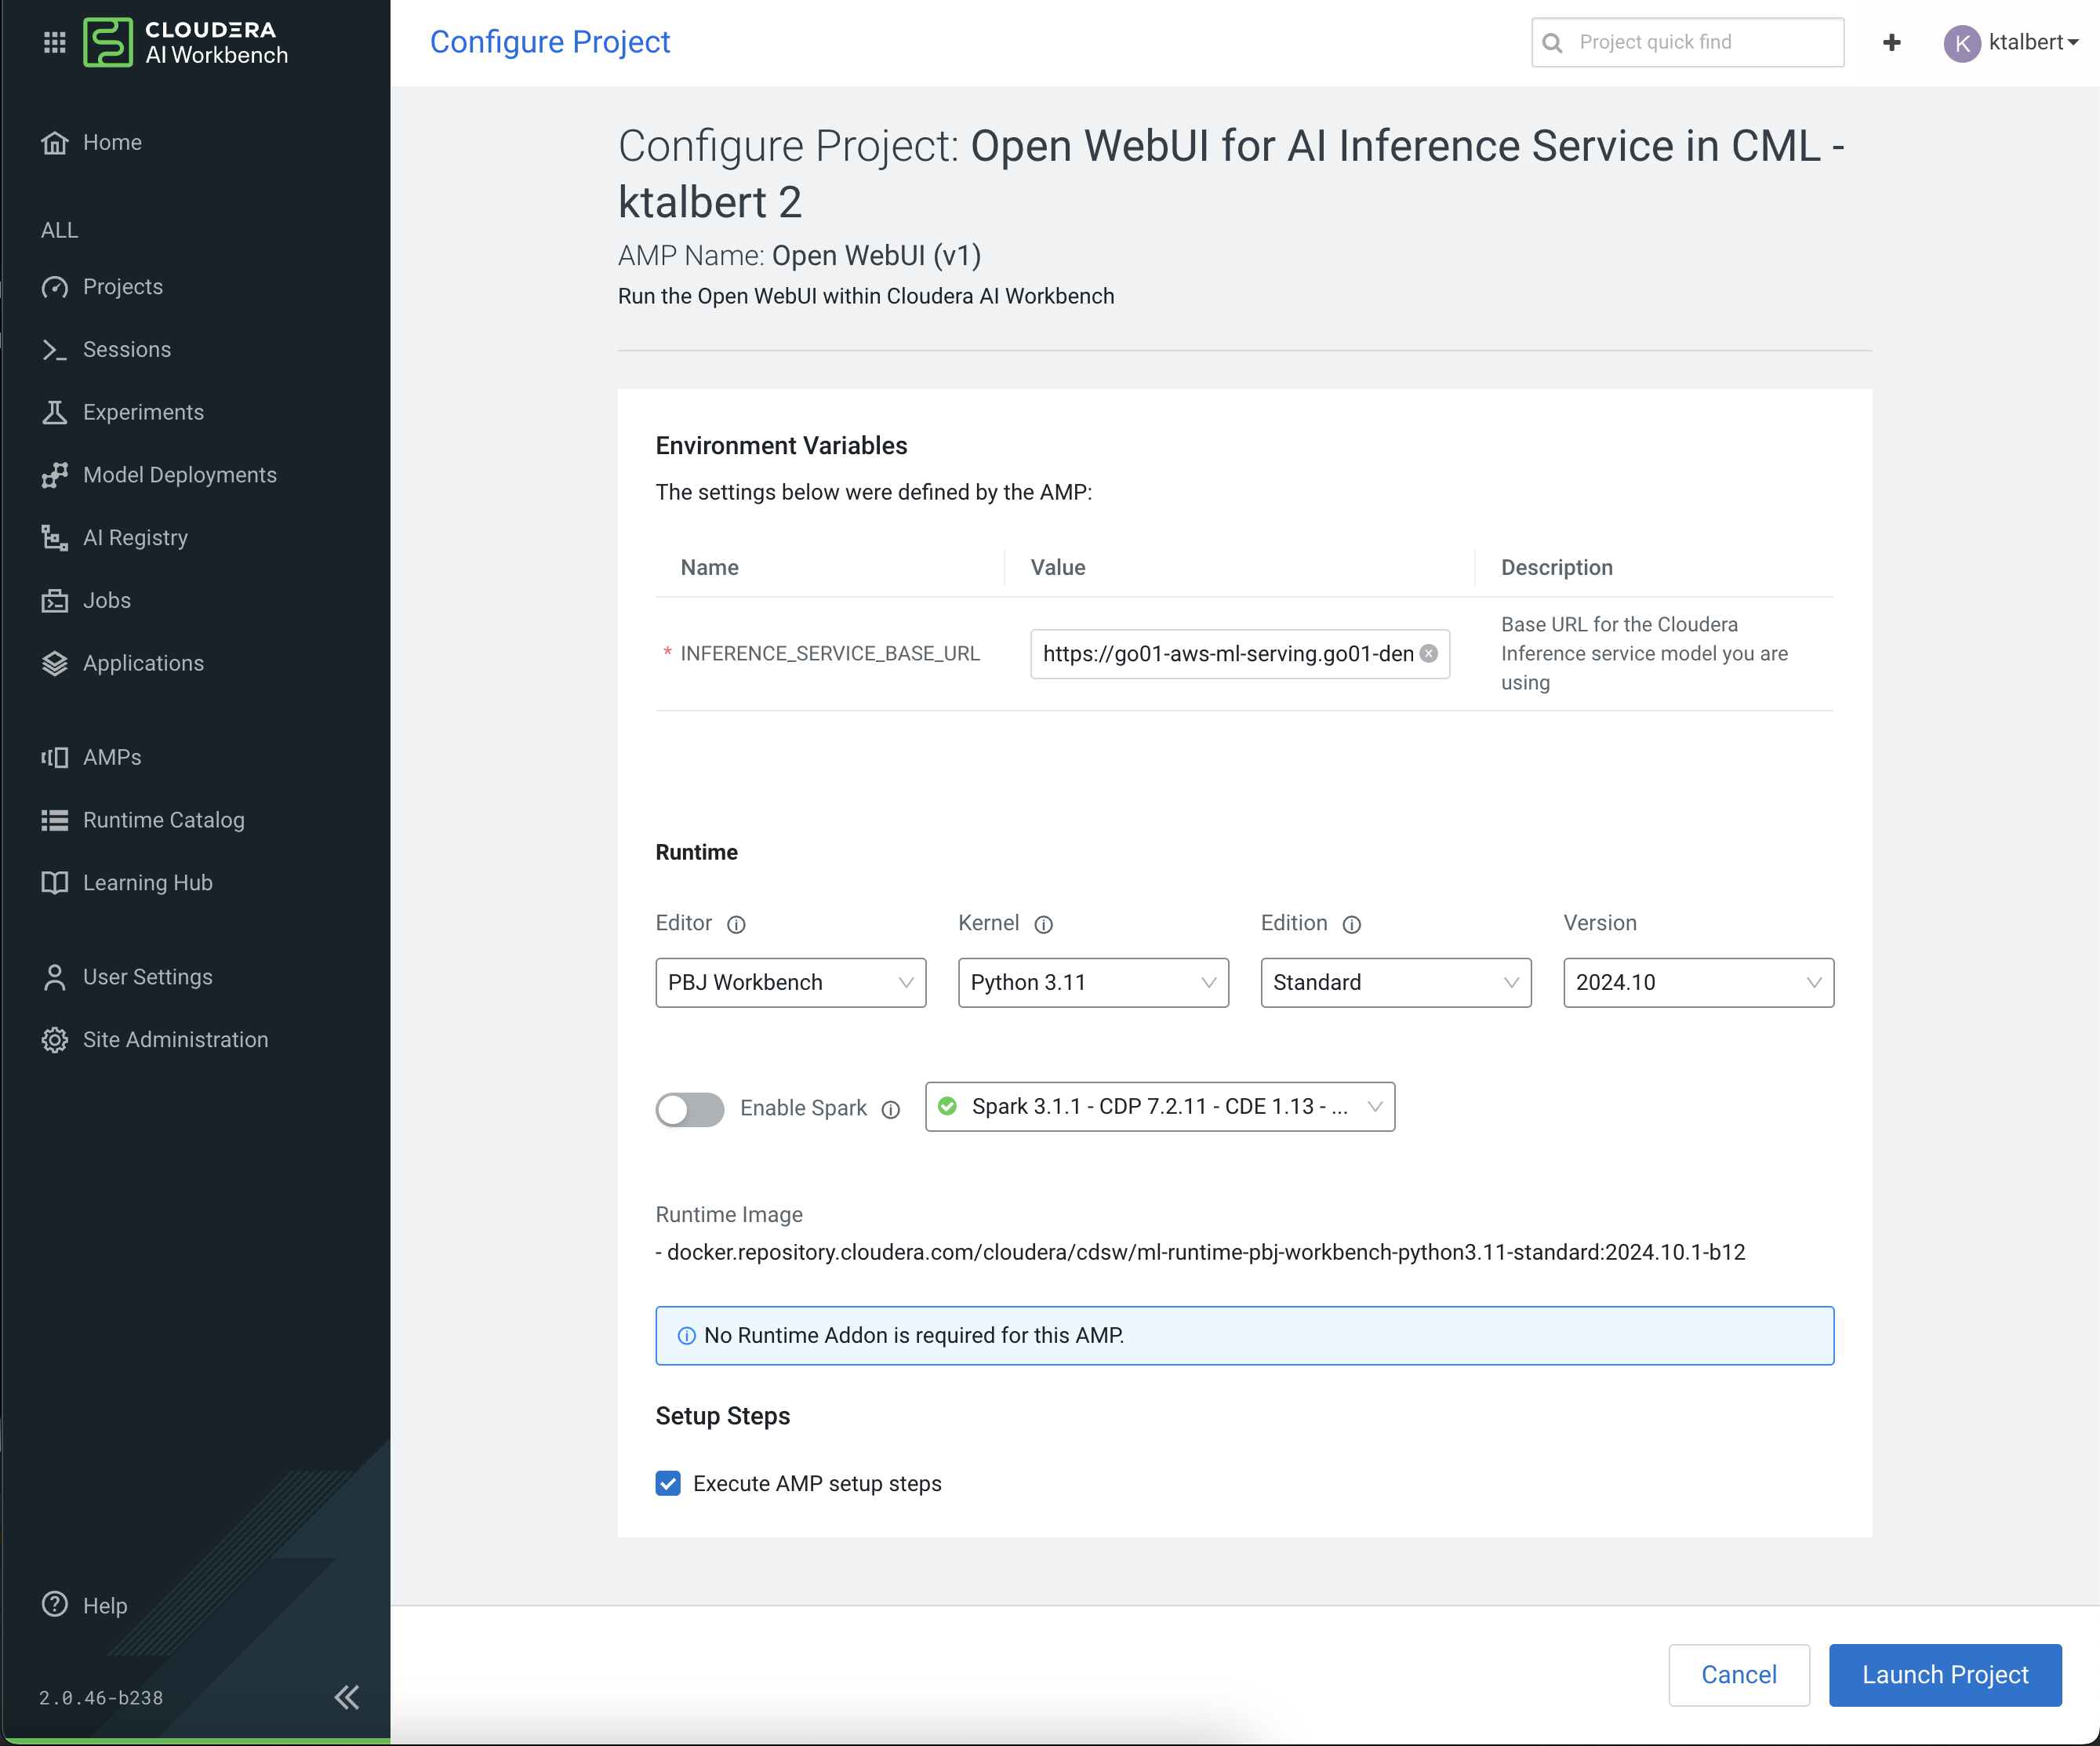 CLOUDERA
AI Workbench
Home
ALL
Projects
Sessions
Experiments
Model Deployments
AI Registry
Jobs
Applications
AMPs
Runtime Catalog
Learning Hub
User Settings
Site Administration
Help
2.0.46-b238
Configure Project
Project quick find
K
ktalbert
Configure Project: Open WebUI for AI Inference Service in CML -
ktalbert 2
AMP Name: Open WebUI (v1)
Run the Open WebUI within Cloudera AI Workbench
Environment Variables
The settings below were defined by the AMP:
Name Value Description
* INFERENCE_SERVICE_BASE_URL
https://go01-aws-ml-serving.go01-den
Base URL for the Cloudera
Inference service model you are
using
Runtime
Editor Kernel Edition Version
PBJ Workbench Python 3.11 Standard 2024.10
Enable Spark Spark 3.1.1 - CDP 7.2.11 - CDE 1.13 - ...
Runtime Image
- docker.repository.cloudera.com/cloudera/cdsw/ml-runtime-pbj-workbench-python3.11-standard:2024.10.1-b12
No Runtime Addon is required for this AMP.
Setup Steps
Execute AMP setup steps
Cancel
Launch Project